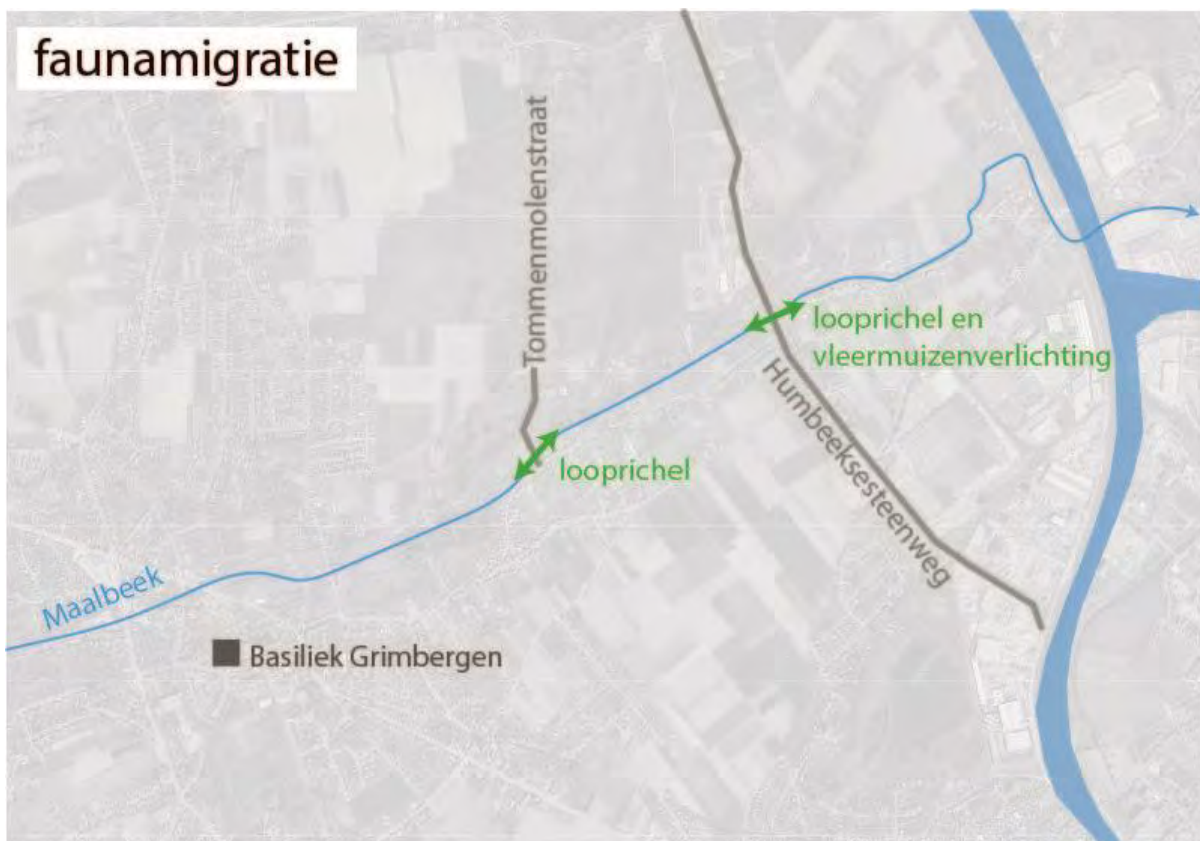 faunamigratie
Tommenmolenstraat
looprichel en
vleermuizenverlichting
Humbeeksesteenweg
looprichel
Maalbeek
Basiliek Grimbergen